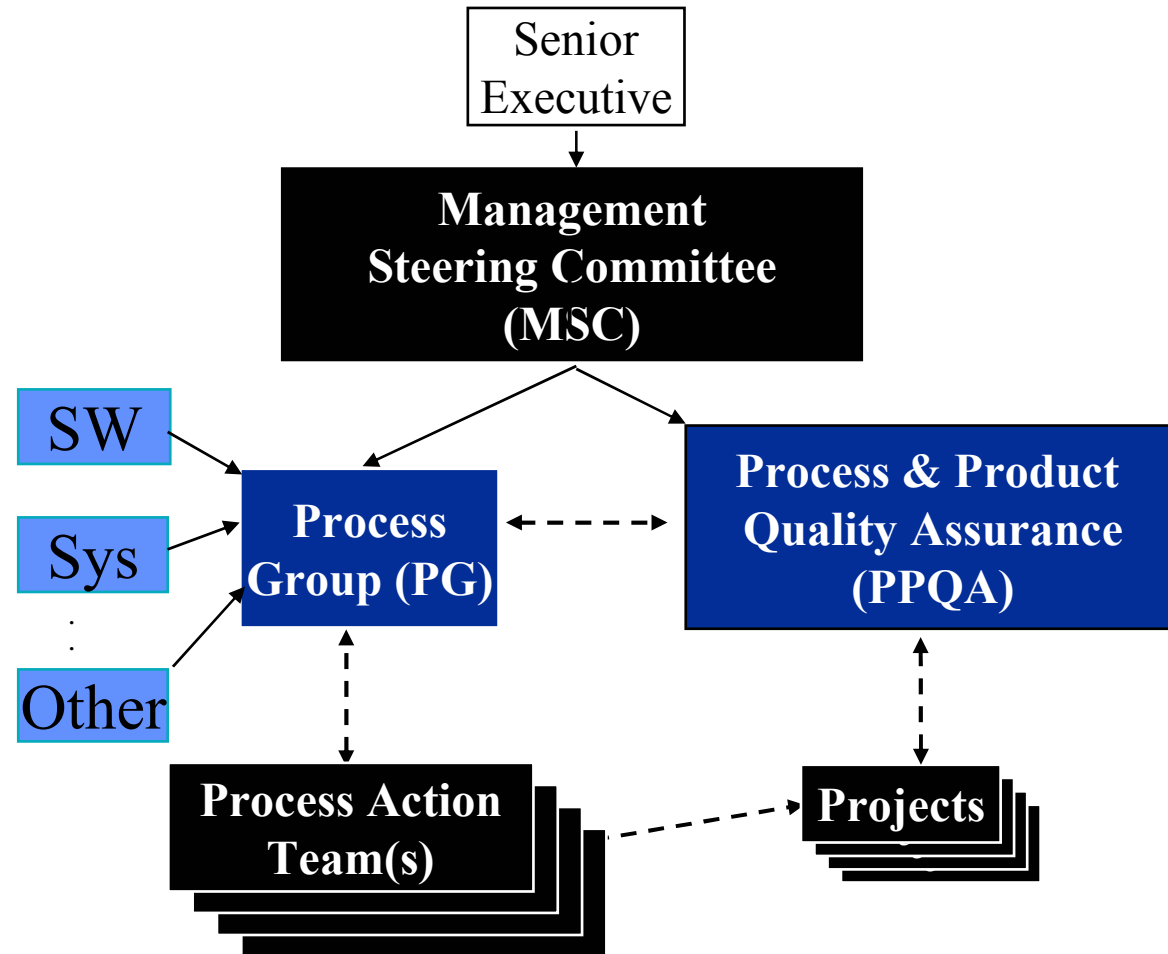 Senior
Executive
Management
Steering Committee
(MSC)
SW
Sys
.
.
Other
Process
Group (PG)
Process & Product
Quality Assurance
(PPQA)
Process Action
Team(s)
Projects